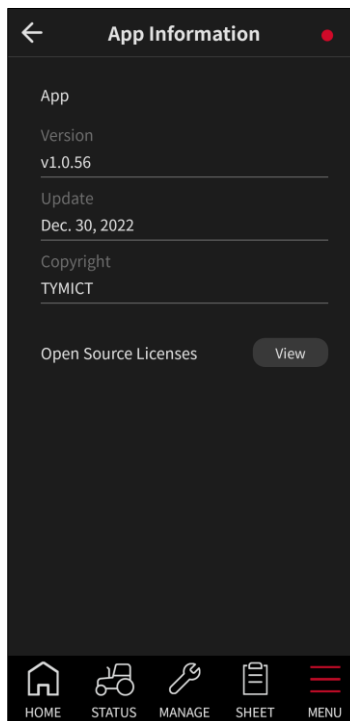 App Information
App
Version
v1.0.56
Update
Dec. 30, 2022
Copyright
TYMICT
Open Source Licenses View
HOME STATUS MANAGE SHEET MENU